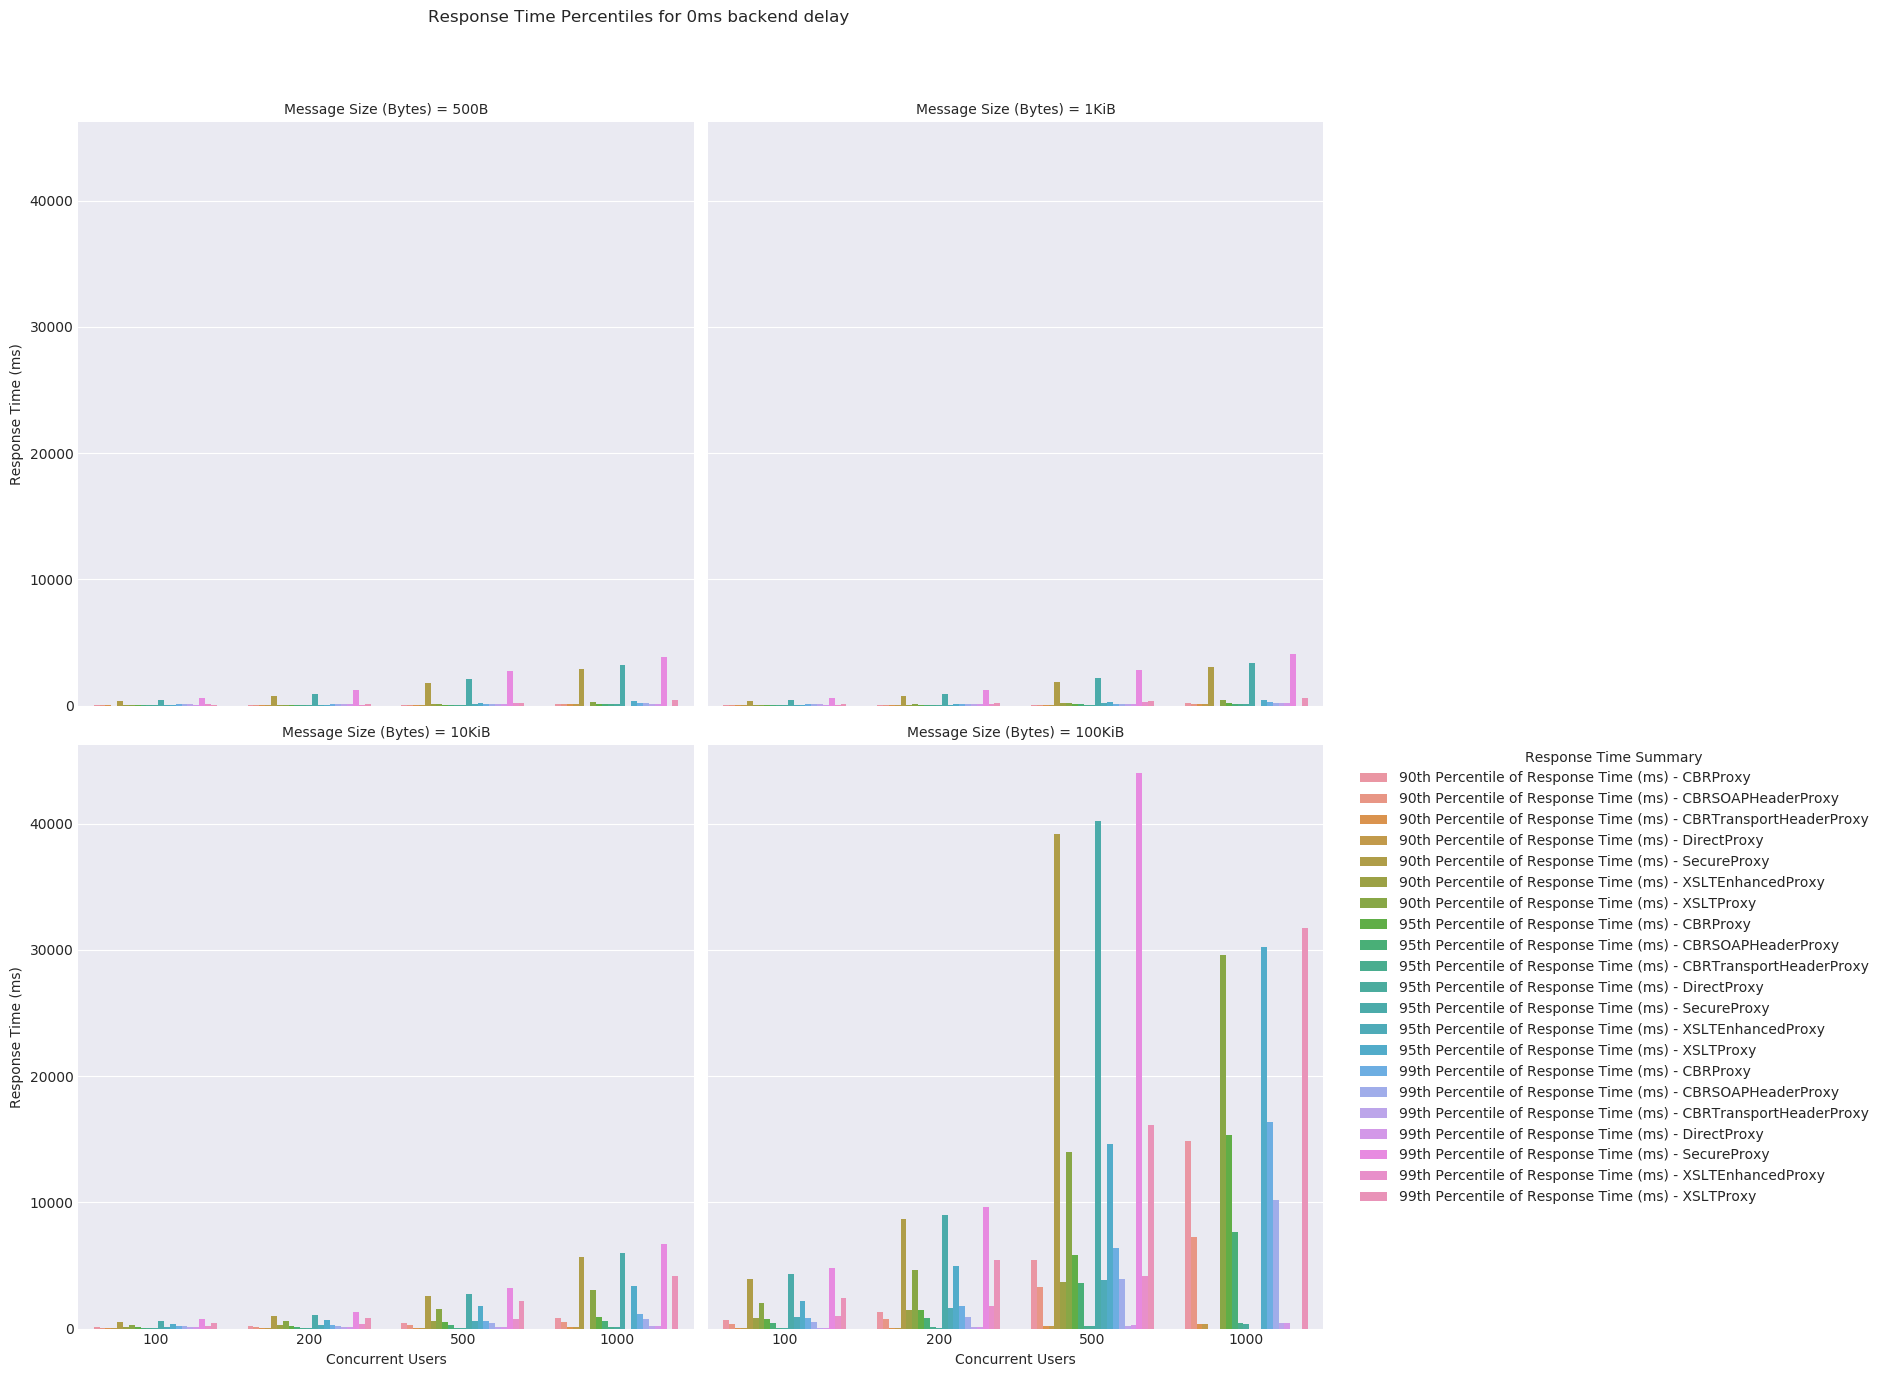 Response Time Percentiles for 0ms backend delay
Message Size (Bytes) = 500B
Message Size (Bytes) = 1KiB
40000
30000
20000
10000
0
Response Time (ms)
Message Size (Bytes) = 10KiB
Message Size (Bytes) = 100KiB
40000
30000
20000
10000
0
Response Time (ms)
100
200
500
1000
Concurrent Users
100
200
500
1000
Concurrent Users
Response Time Summary
90th Percentile of Response Time (ms) - CBRProxy
90th Percentile of Response Time (ms) - CBRSOAPHeaderProxy
90th Percentile of Response Time (ms) - CBRTransportHeaderProxy
90th Percentile of Response Time (ms) - DirectProxy
90th Percentile of Response Time (ms) - SecureProxy
90th Percentile of Response Time (ms) - XSLTEnhancedProxy
90th Percentile of Response Time (ms) - XSLTProxy
95th Percentile of Response Time (ms) - CBRProxy
95th Percentile of Response Time (ms) - CBRSOAPHeaderProxy
95th Percentile of Response Time (ms) - CBRTransportHeaderProxy
95th Percentile of Response Time (ms) - DirectProxy
95th Percentile of Response Time (ms) - SecureProxy
95th Percentile of Response Time (ms) - XSLTEnhancedProxy
95th Percentile of Response Time (ms) - XSLTProxy
99th Percentile of Response Time (ms) - CBRProxy
99th Percentile of Response Time (ms) - CBRSOAPHeaderProxy
99th Percentile of Response Time (ms) - CBRTransportHeaderProxy
99th Percentile of Response Time (ms) - DirectProxy
99th Percentile of Response Time (ms) - SecureProxy
99th Percentile of Response Time (ms) - XSLTEnhancedProxy
99th Percentile of Response Time (ms) - XSLTProxy